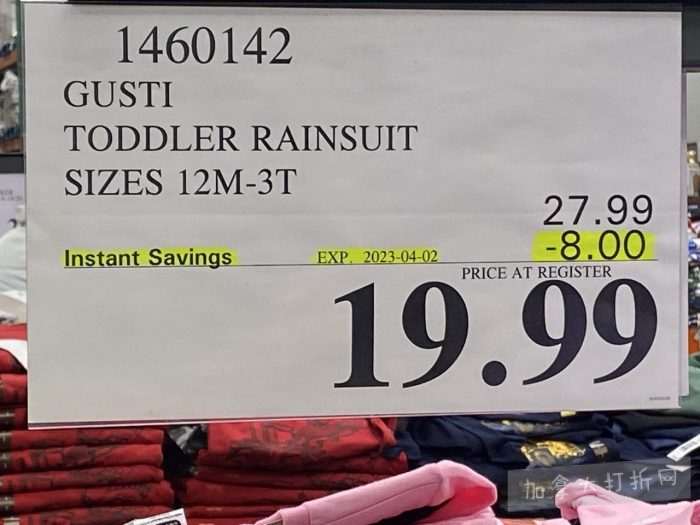 1460142
GUSTI
TODDLER RAINSUIT
SIZES 12M-3T
27.99
Instant Savings EXP. 2023-04-02 -8.00
PRICE AT REGISTER
19.99
加拿大打折网